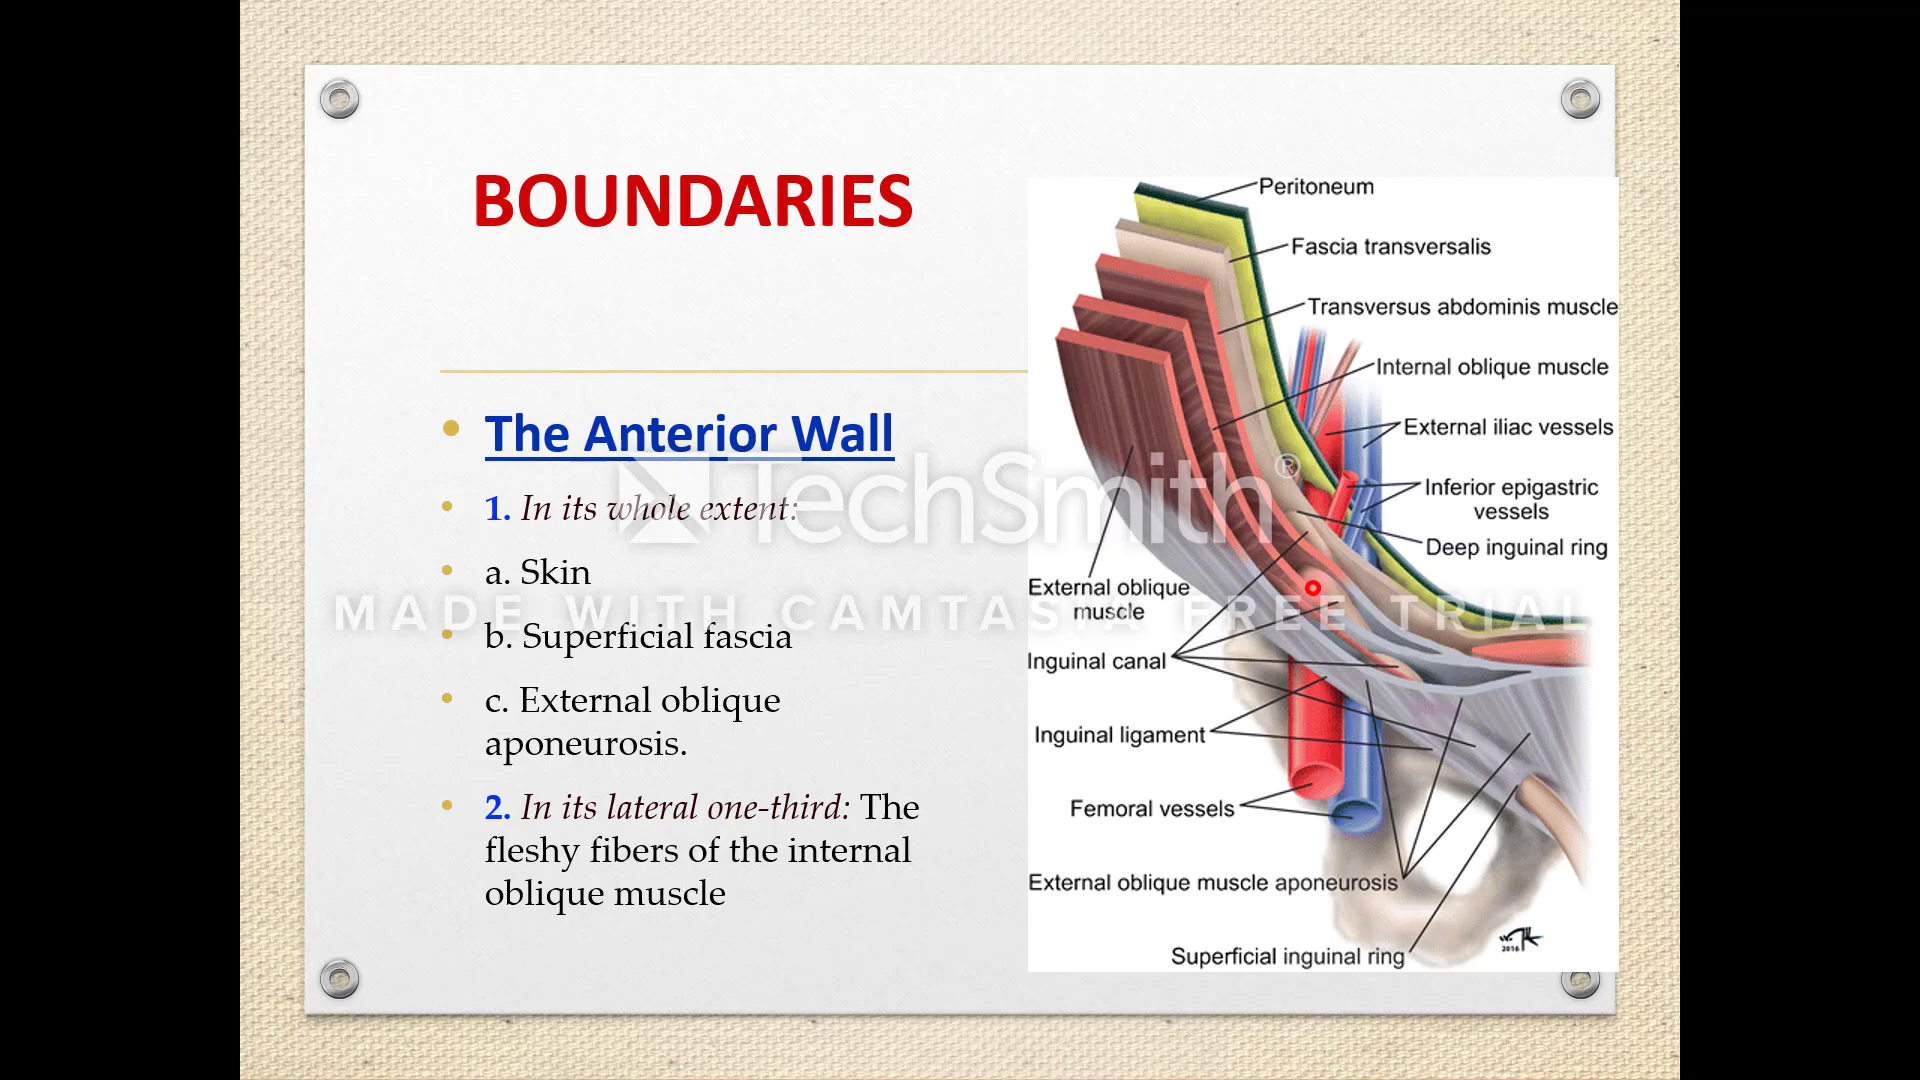 BOUNDARIES
• The Anterior Wall
• 1. In its whole extent:
• a. Skin
• b. Superficial fascia
• c. External oblique
aponeurosis.
• 2. In its lateral one-third: The
fleshy fibers of the internal
oblique muscle
Peritoneum
Fascia transversalis
Transversus abdominis muscle
Internal oblique muscle
External iliac vessels
Inferior epigastric
vessels
Deep inguinal ring
External oblique
muscle
Inguinal canal
Inguinal ligament
Femoral vessels
External oblique muscle aponeurosis
Superficial inguinal ring
2016
TechSmith®
MADE WITH CAMTASIA FREE TRIAL